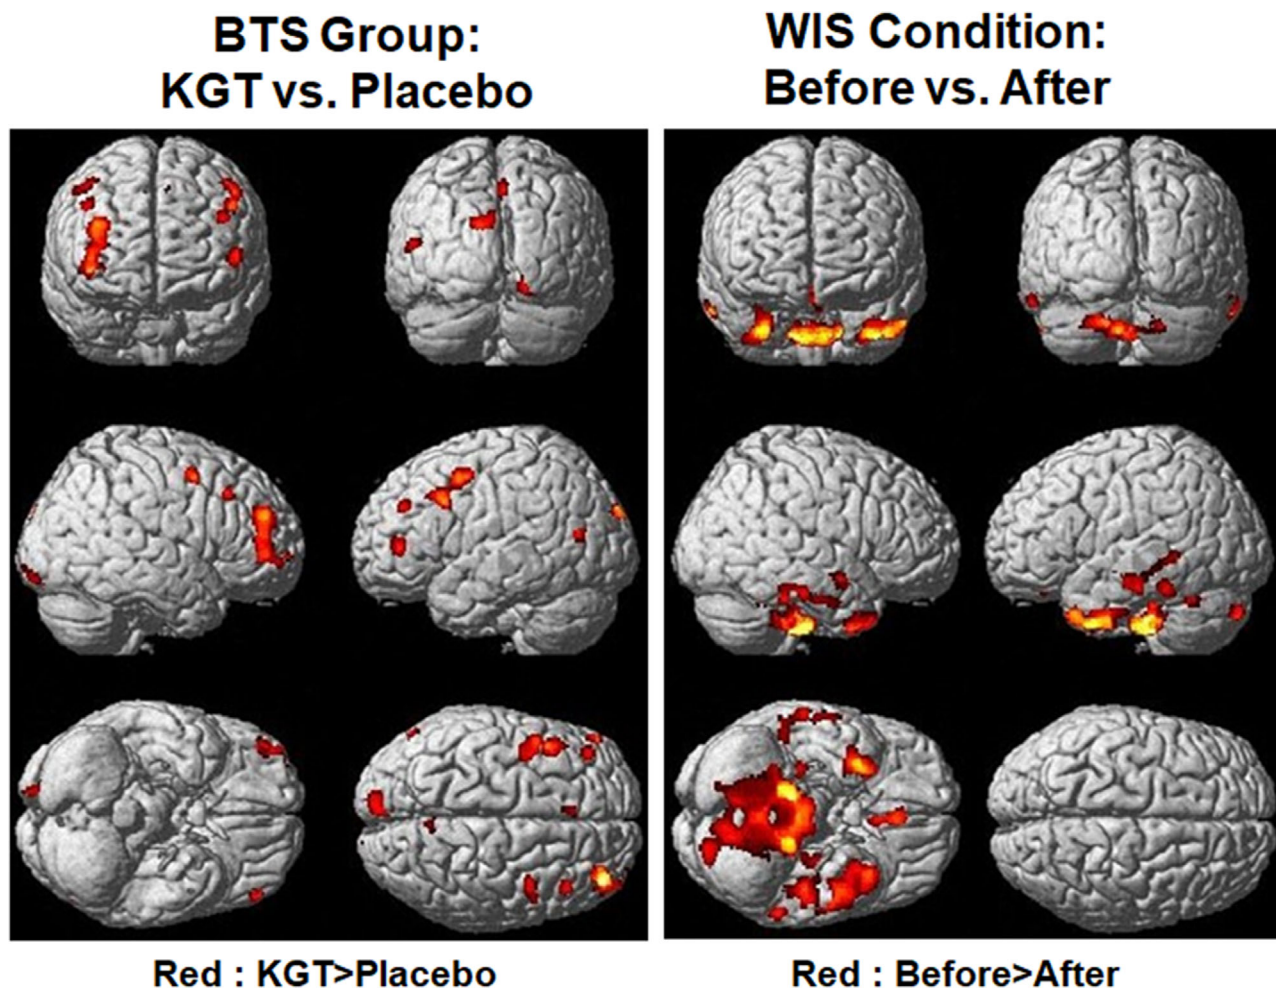 BTS Group:
KGT vs. Placebo
WIS Condition:
Before vs. After
Red : KGT>Placebo
Red : Before>After